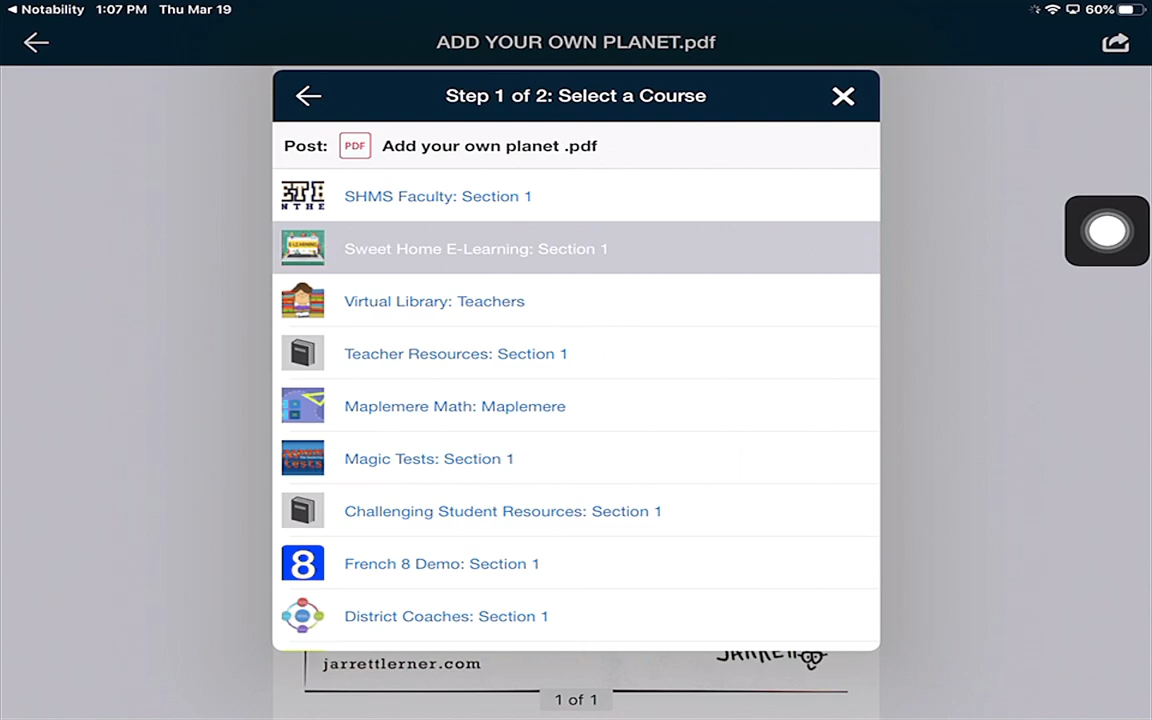 Notability 1:07 PM Thu Mar 19 60%
ADD YOUR OWN PLANET.pdf
Step 1 of 2: Select a Course
Post: PDF Add your own planet .pdf
SHMS Faculty: Section 1
E-LEARNING
Sweet Home E-Learning: Section 1
Virtual Library: Teachers
Teacher Resources: Section 1
Maplemere Math: Maplemere
tests
Magic Tests: Section 1
Challenging Student Resources: Section 1
8
French 8 Demo: Section 1
District Coaches: Section 1
jarrettlerner.com
1 of 1